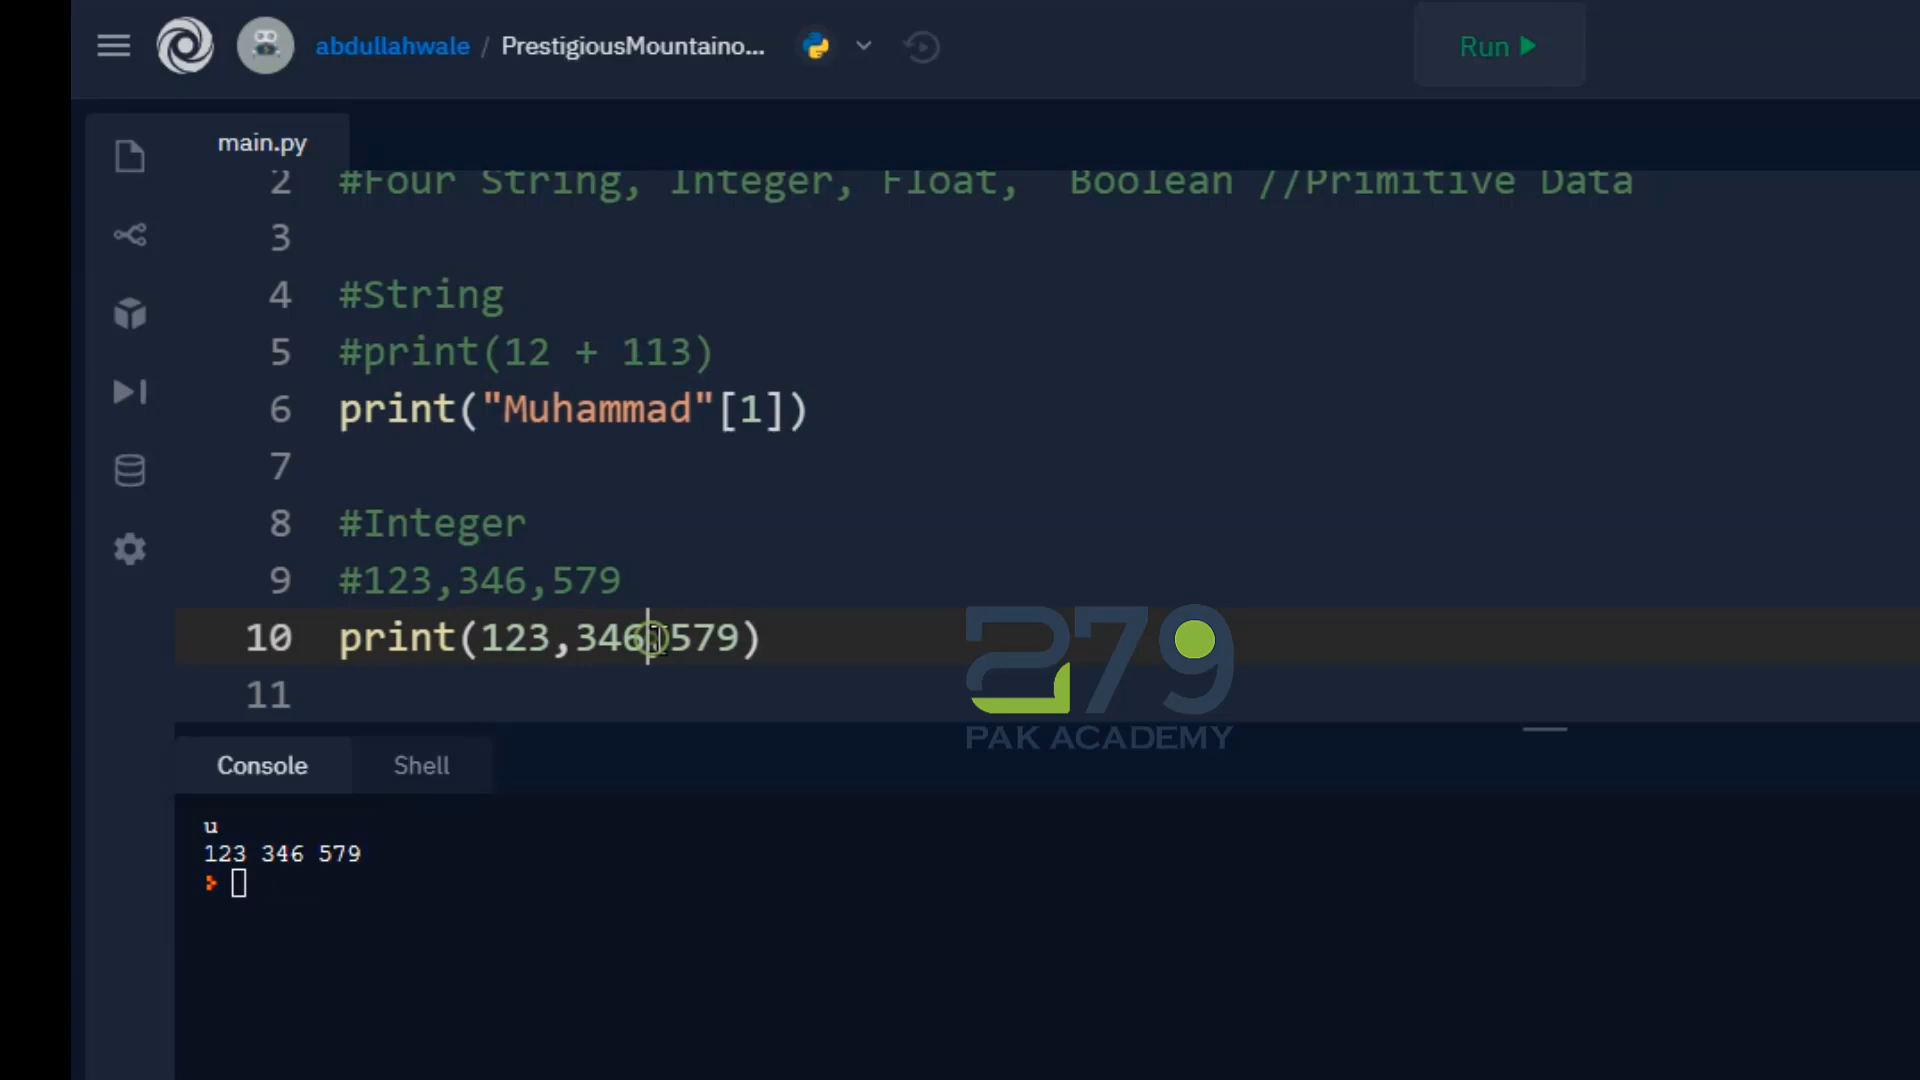 abdullahwale / PrestigiousMountaino...
Run
main.py
2 #Four String, Integer, Float,  Boolean //Primitive Data
3
4 #String
5 #print(12 + 113)
6 print("Muhammad"[1])
7
8 #Integer
9 #123,346,579
10 print(123,346,579)
11
279
PAK ACADEMY
Console Shell
u
123 346 579